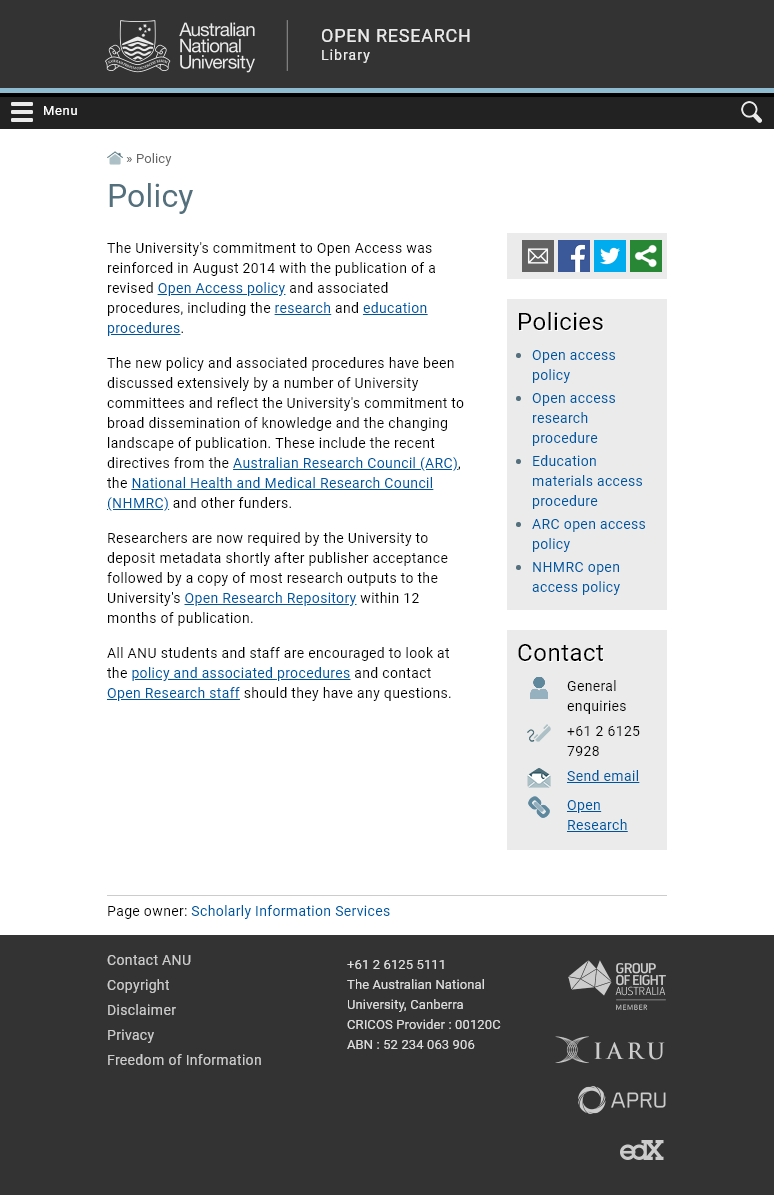 Australian
National
University
OPEN RESEARCH
Library
Menu
» Policy
Policy
The University's commitment to Open Access was
reinforced in August 2014 with the publication of a
revised Open Access policy and associated
procedures, including the research and education
procedures.
The new policy and associated procedures have been
discussed extensively by a number of University
committees and reflect the University's commitment to
broad dissemination of knowledge and the changing
landscape of publication. These include the recent
directives from the Australian Research Council (ARC),
the National Health and Medical Research Council
(NHMRC) and other funders.
Researchers are now required by the University to
deposit metadata shortly after publisher acceptance
followed by a copy of most research outputs to the
University's Open Research Repository within 12
months of publication.
All ANU students and staff are encouraged to look at
the policy and associated procedures and contact
Open Research staff should they have any questions.
Policies
Open access
policy
Open access
research
procedure
Education
materials access
procedure
ARC open access
policy
NHMRC open
access policy
Contact
General
enquiries
+61 2 6125
7928
Send email
Open
Research
Page owner: Scholarly Information Services
Contact ANU
Copyright
Disclaimer
Privacy
Freedom of Information
+61 2 6125 5111
The Australian National
University, Canberra
CRICOS Provider : 00120C
ABN : 52 234 063 906
GROUP
OF EIGHT
AUSTRALIA
MEMBER
IARU
APRU
edX